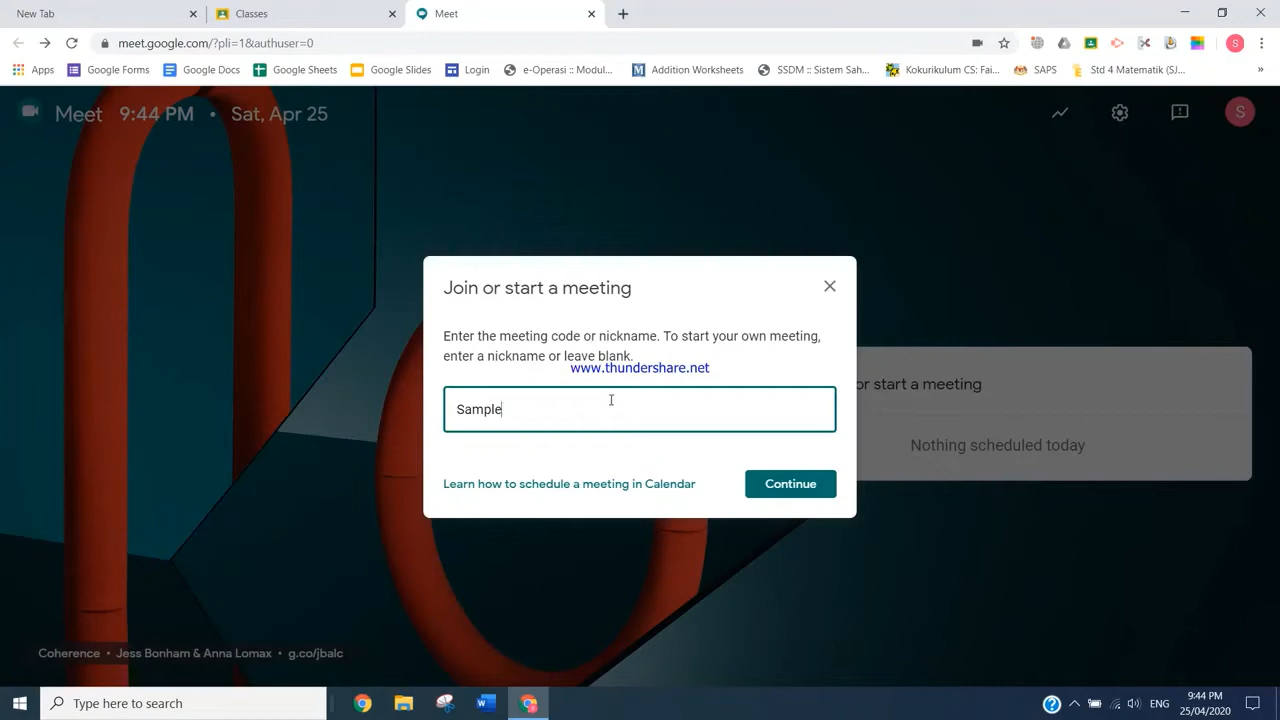 New Tab
Classes
Meet
meet.google.com/?pli=1&authuser=0
S
Apps
Google Forms
Google Docs
Google Sheets
Google Slides
Login
e-Operasi :: Modul...
Addition Worksheets
SSDM :: Sistem Sah...
Kokurikulum CS: Fai...
SAPS
Std 4 Matematik (SJ...
»
Meet 9:44 PM • Sat, Apr 25
S
Join or start a meeting
Enter the meeting code or nickname. To start your own meeting,
enter a nickname or leave blank.
www.thundershare.net
Sample
Learn how to schedule a meeting in Calendar
Continue
or start a meeting
Nothing scheduled today
Coherence • Jess Bonham & Anna Lomax • g.co/jbalc
Type here to search
ENG
9:44 PM
25/04/2020